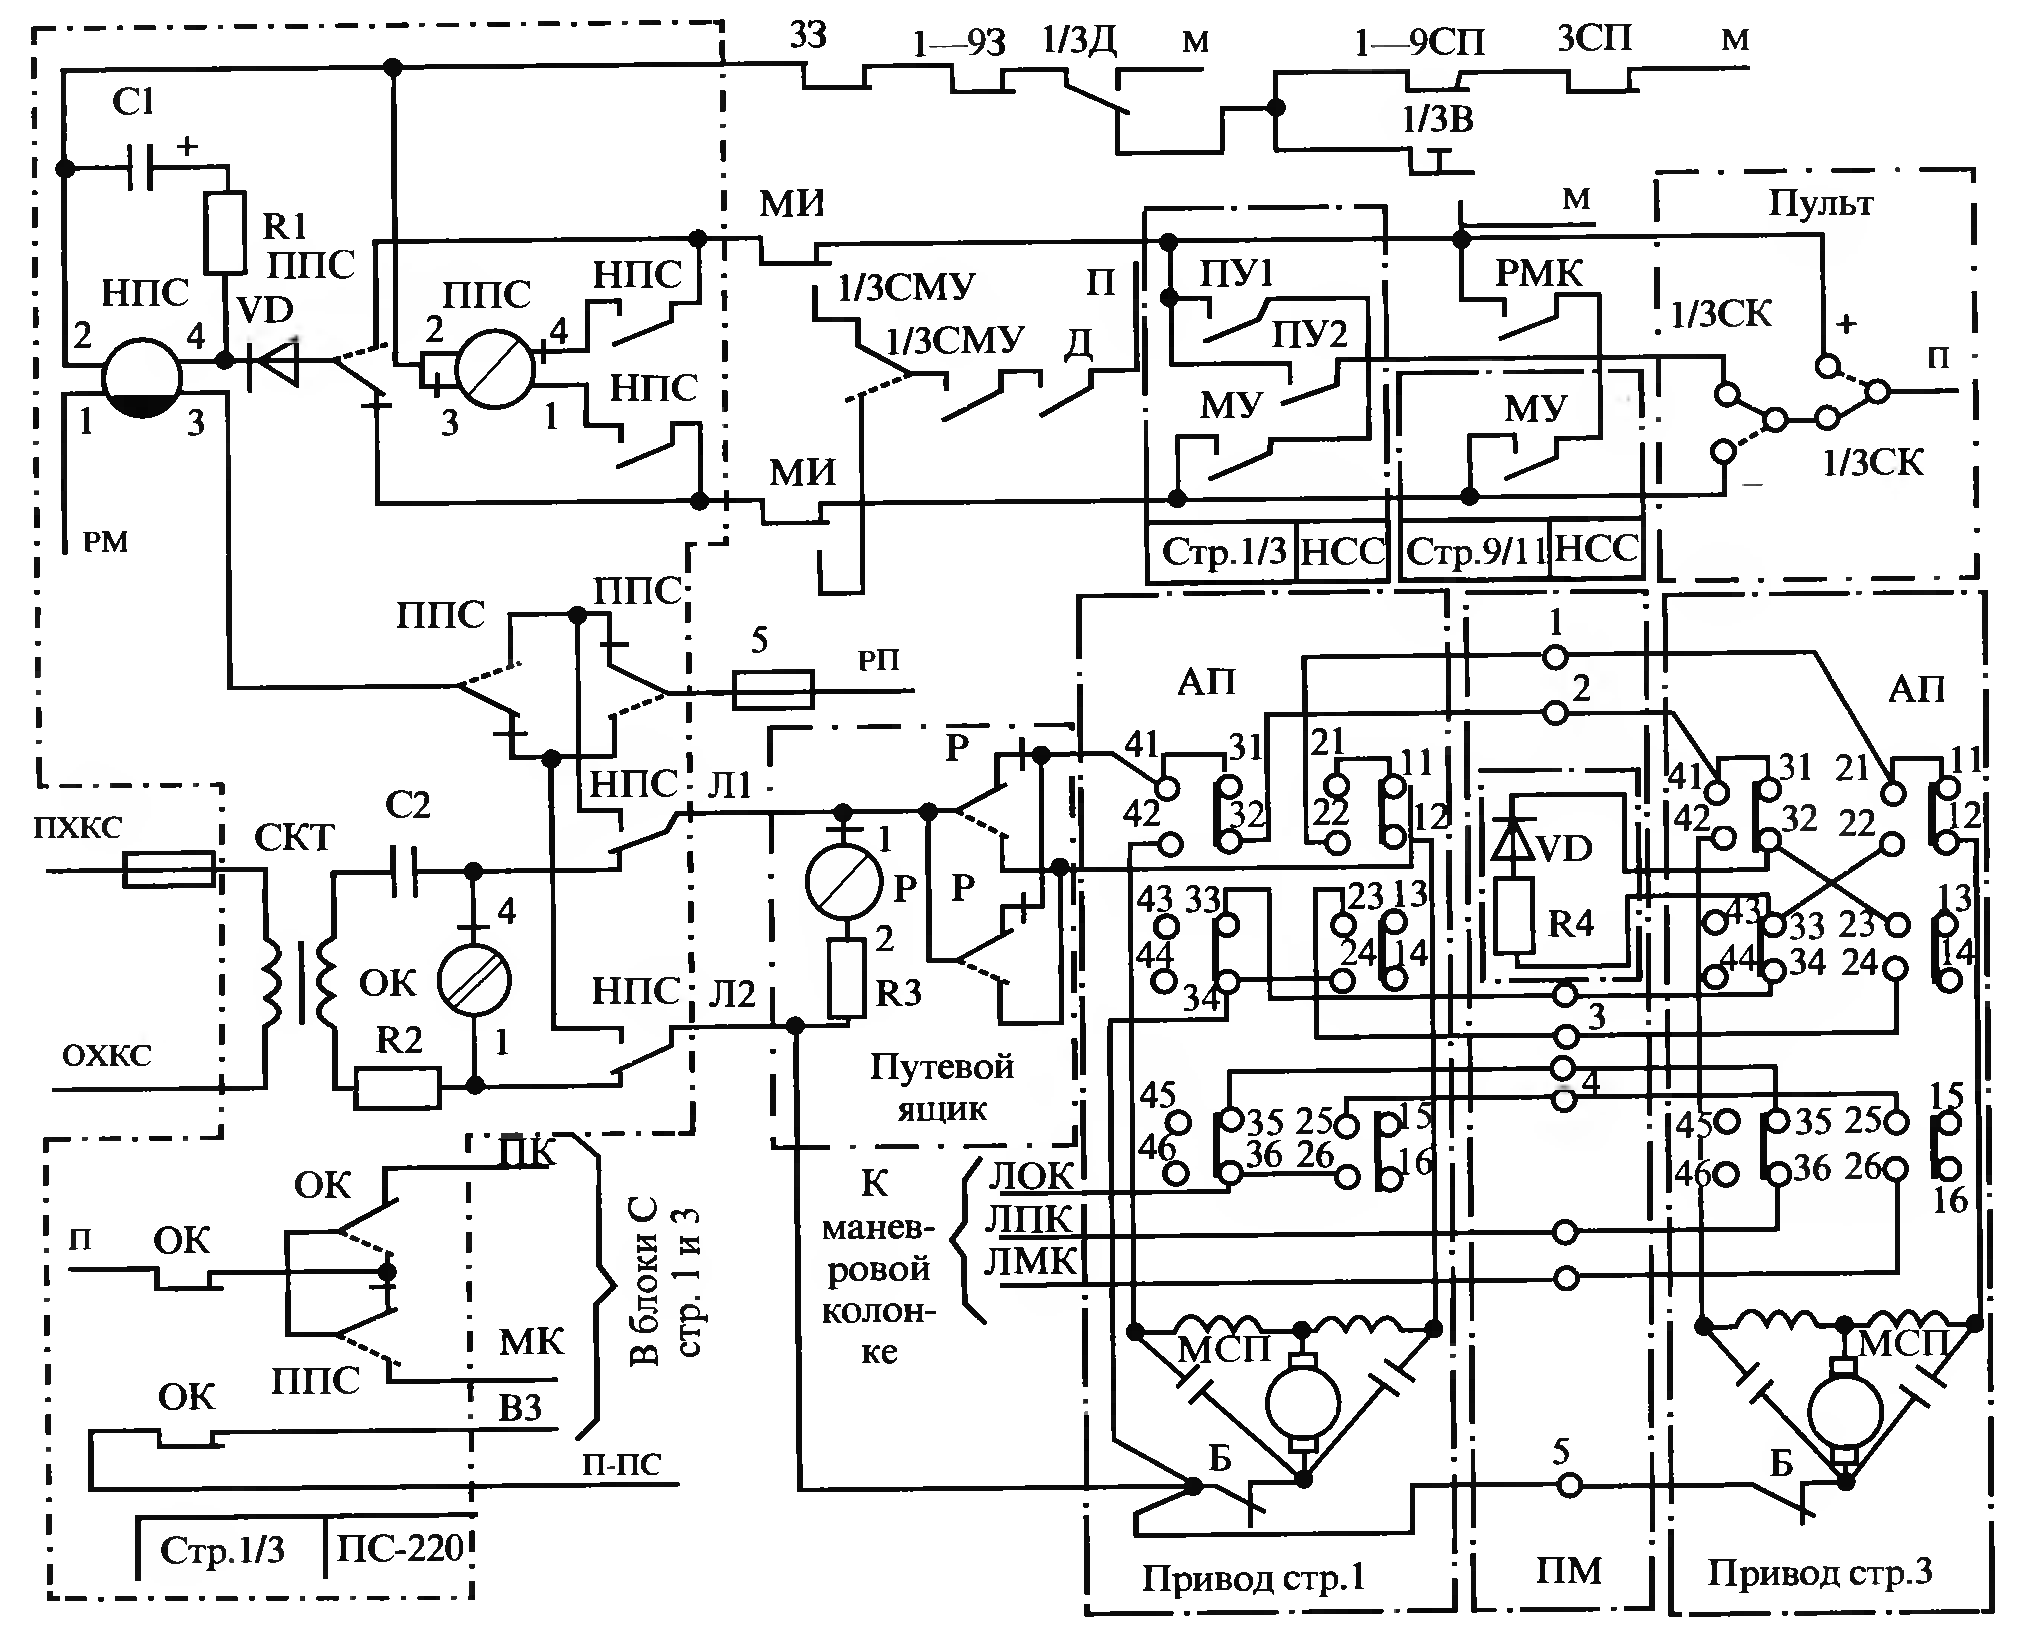 3З
1—9З
1/3Д
М
1—9СП
3СП
М
С1
+
1/3В
R1
МИ
М
Пульт
ППС
НПС
ППС
НПС
ПУ1
РМК
НПС
VD
1/3СМУ
П
1/3СК
2
4
2
4
1/3СМУ
Д
ПУ2
+
П
НПС
МУ
МУ
1
3
3
1
1/3СК
МИ
–
РМ
Стр.1/3
НСС
Стр.9/11
НСС
ППС
ППС
5
РП
1
2
АП
АП
41
31
21
11
41
31
21
11
Р
НПС
Л1
42
32
22
12
42
32
22
12
ПХКС
СКТ
С2
1
Р
Р
VD
4
43
33
23
13
43
33
23
13
2
R4
44
34
24
14
44
34
24
14
ОК
НПС
Л2
R3
3
ОХКС
R2
1
Путевой
ящик
4
45
35
25
15
45
35
25
15
46
36
26
16
46
36
26
16
ПК
ОК
К
манев-
ровой
колон-
ке
ЛОК
ЛПК
ЛМК
П
ОК
В блоки С
стр. 1 и 3
МК
МСП
МСП
ППС
ОК
ВЗ
П-ПС
Б
5
Б
Стр.1/3
ПС-220
Привод стр.1
ПМ
Привод стр.3